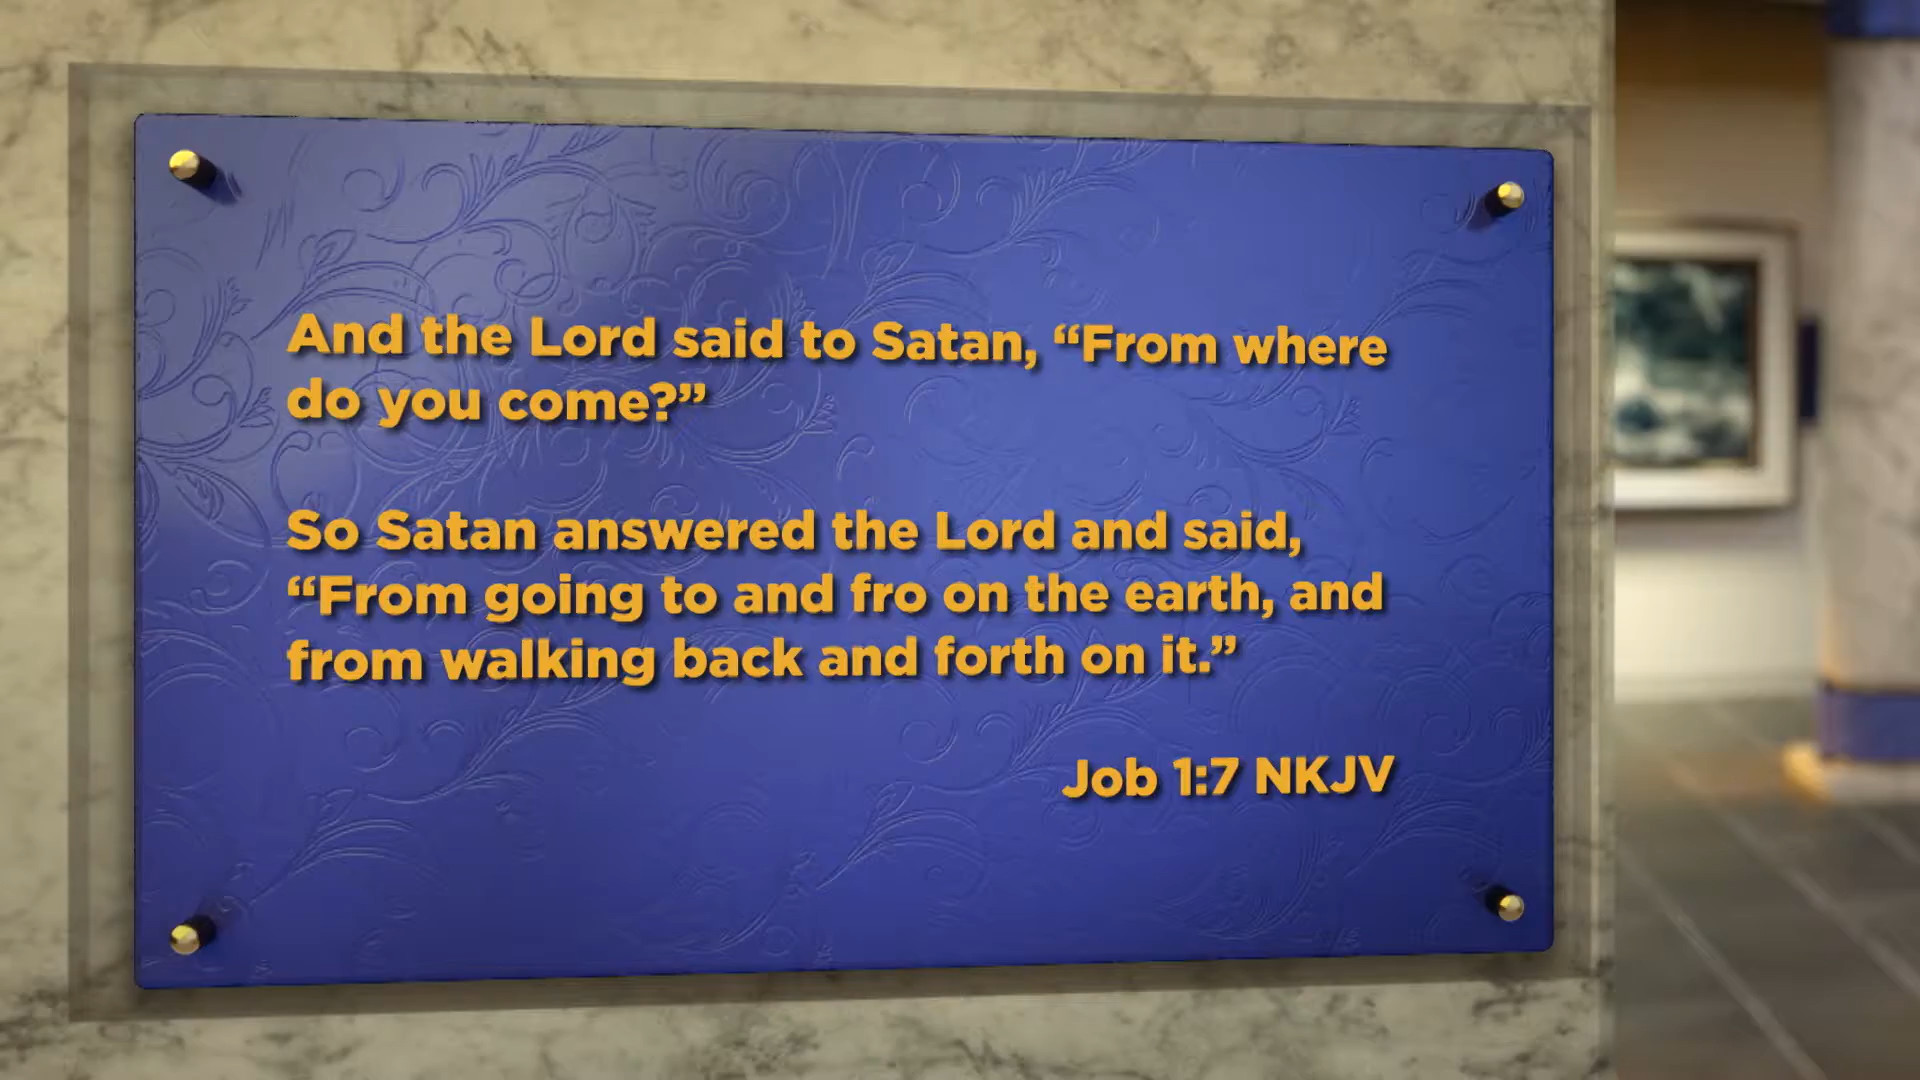 And the Lord said to Satan, “From where
do you come?”
So Satan answered the Lord and said,
“From going to and fro on the earth, and
from walking back and forth on it.”
Job 1:7 NKJV